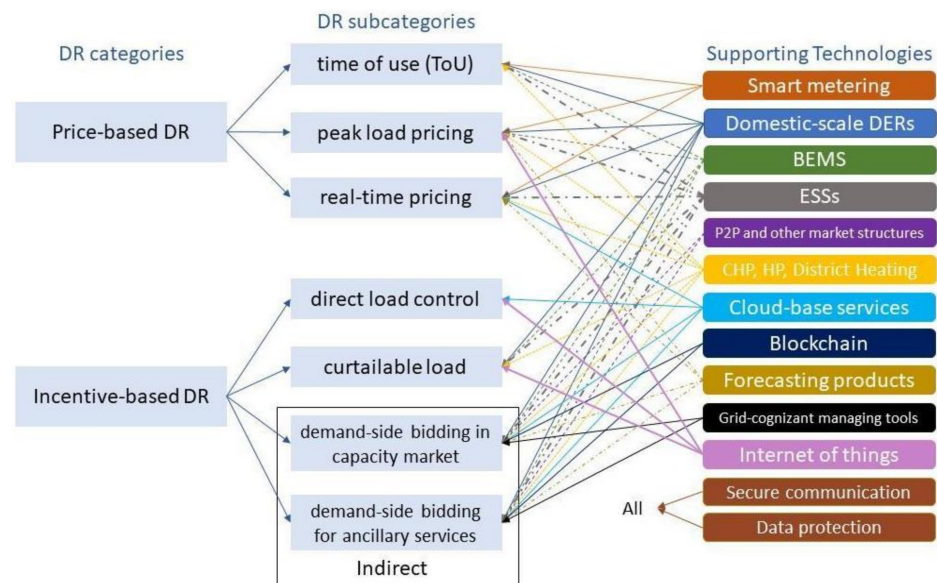 DR categories
DR subcategories
Supporting Technologies
Price-based DR
Incentive-based DR
time of use (ToU)
peak load pricing
real-time pricing
direct load control
curtailable load
demand-side bidding in
capacity market
demand-side bidding
for ancillary services
Indirect
Smart metering
Domestic-scale DERs
BEMS
ESSs
P2P and other market structures
CHP, HP, District Heating
Cloud-base services
Blockchain
Forecasting products
Grid-cognizant managing tools
Internet of things
Secure communication
Data protection
All